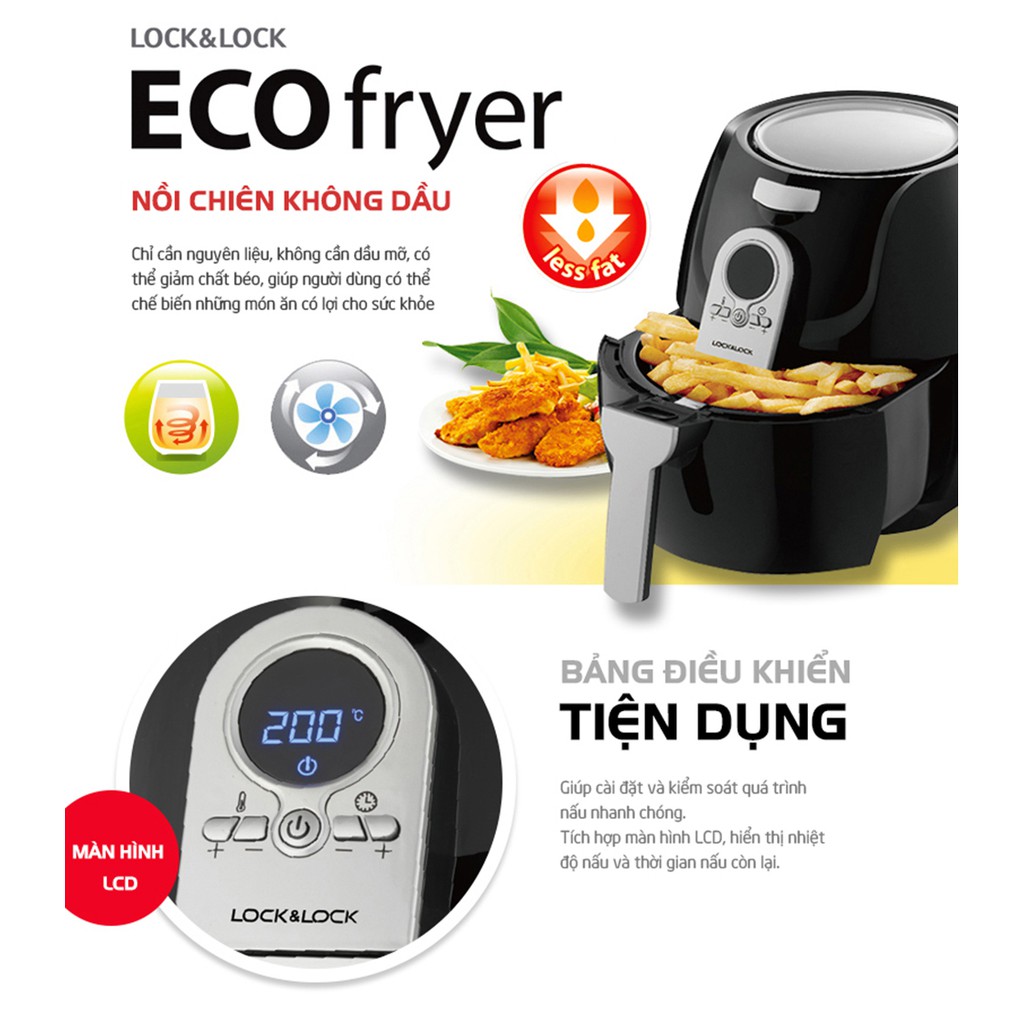 LOCK&LOCK
ECO fryer
NỒI CHIÊN KHÔNG DẦU
Chỉ cần nguyên liệu, không cần dầu mỡ, có
thể giảm chất béo, giúp người dùng có thể
chế biến những món ăn có lợi cho sức khỏe
less fat
LOCK&LOCK
200 °C
- +
+ -
LOCK&LOCK
MÀN HÌNH
LCD
BẢNG ĐIỀU KHIỂN
TIỆN DỤNG
Giúp cài đặt và kiểm soát quá trình
nấu nhanh chóng.
Tích hợp màn hình LCD, hiển thị nhiệt
độ nấu và thời gian nấu còn lại.